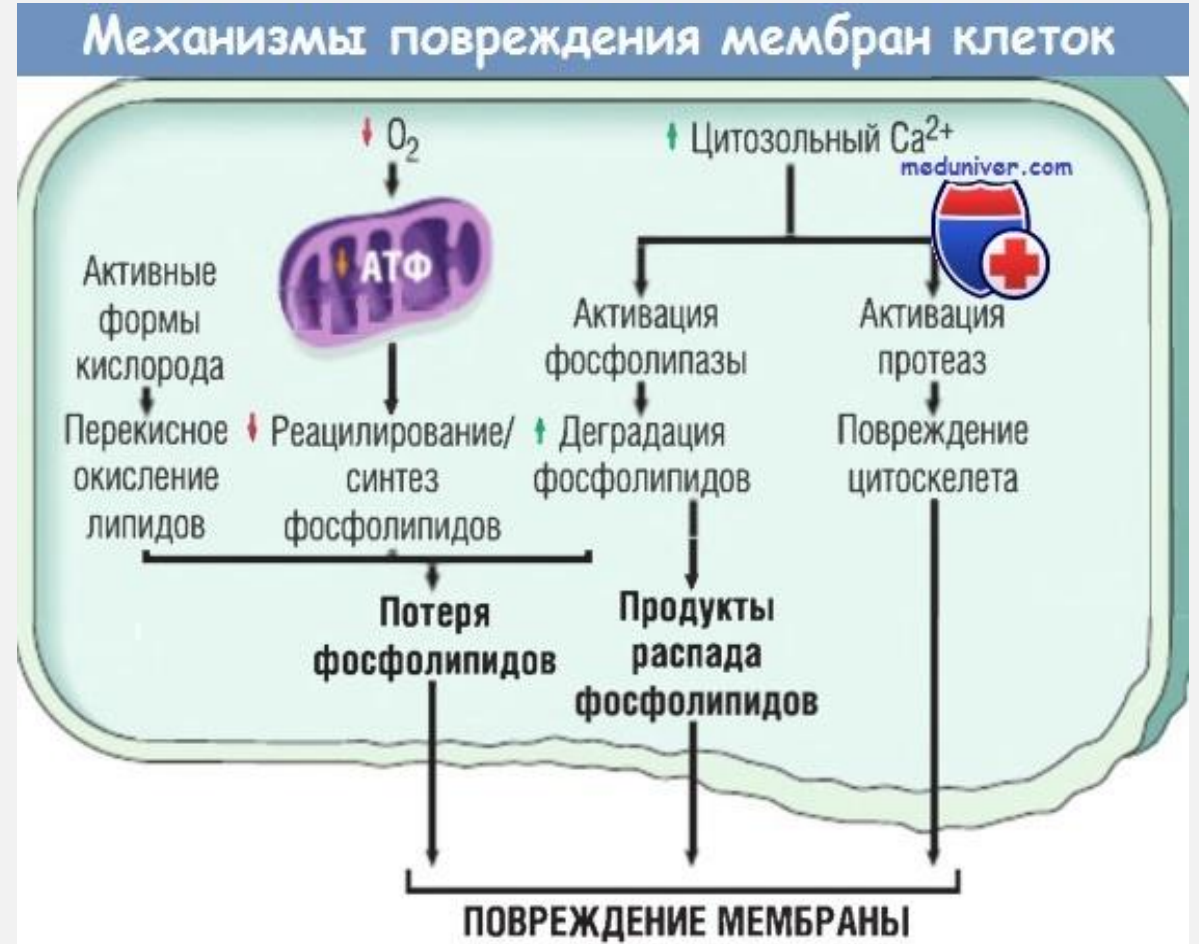 Механизмы повреждения мембран клеток
↓ O₂
↑ Цитозольный Ca²⁺
meduniver.com
↓ АТФ
Активные
формы
кислорода
Активация
фосфолипазы
Активация
протеаз
Перекисное
окисление
липидов
↓ Реацилирование/
синтез
фосфолипидов
↑ Деградация
фосфолипидов
Повреждение
цитоскелета
Потеря
фосфолипидов
Продукты
распада
фосфолипидов
ПОВРЕЖДЕНИЕ МЕМБРАНЫ